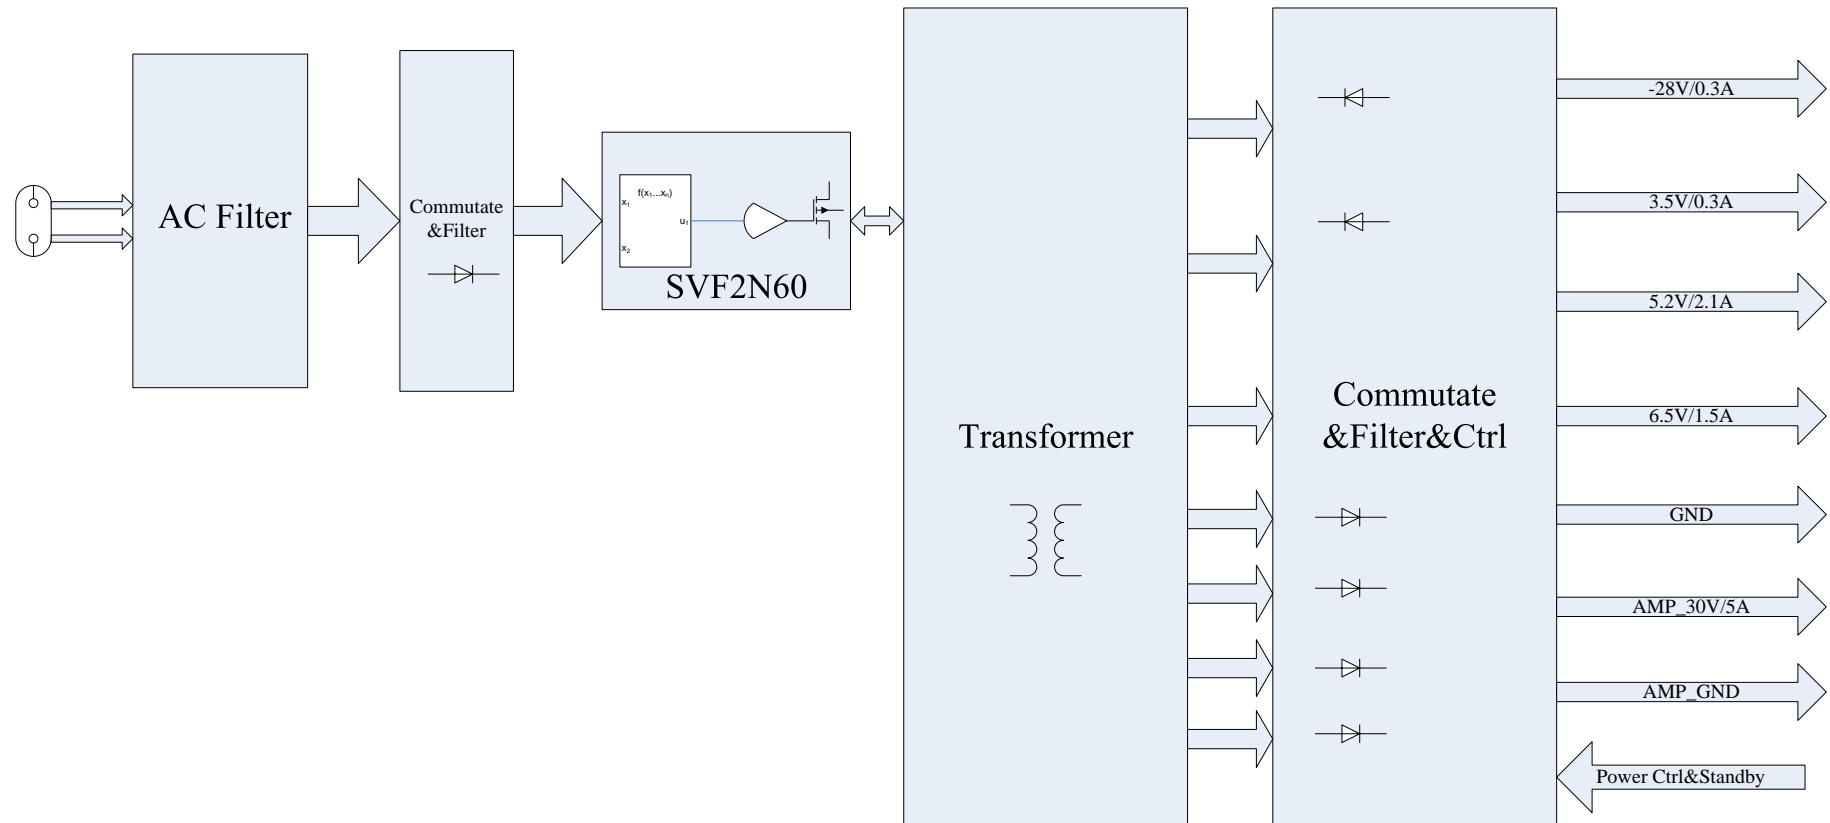 AC Filter
Commutate
&Filter
f(x₁...xₙ)
x₁
u₁
x₂
SVF2N60
Transformer
Commutate
&Filter&Ctrl
-28V/0.3A
3.5V/0.3A
5.2V/2.1A
6.5V/1.5A
GND
AMP_30V/5A
AMP_GND
Power Ctrl&Standby